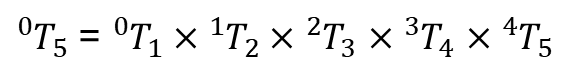 ⁰T₅ = ⁰T₁ × ¹T₂ × ²T₃ × ³T₄ × ⁴T₅